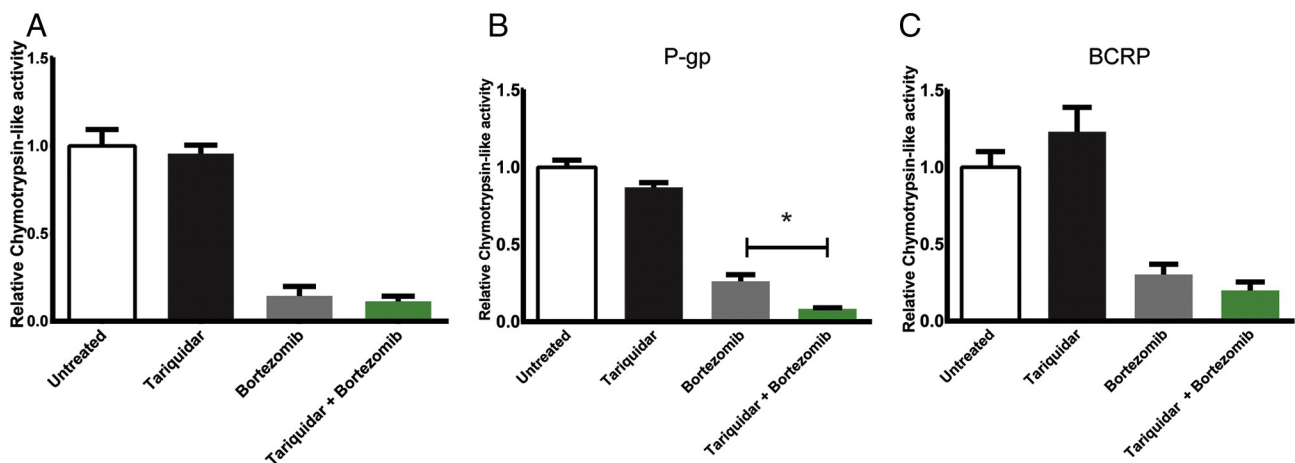 A
Relative Chymotrypsin-like activity
1.5
1.0
0.5
0.0
Untreated
Tariquidar
Bortezomib
Tariquidar + Bortezomib
B
P-gp
Relative Chymotrypsin-like activity
1.5
1.0
0.5
0.0
*
Untreated
Tariquidar
Bortezomib
Tariquidar + Bortezomib
C
BCRP
Relative Chymotrypsin-like activity
1.5
1.0
0.5
0.0
Untreated
Tariquidar
Bortezomib
Tariquidar + Bortezomib